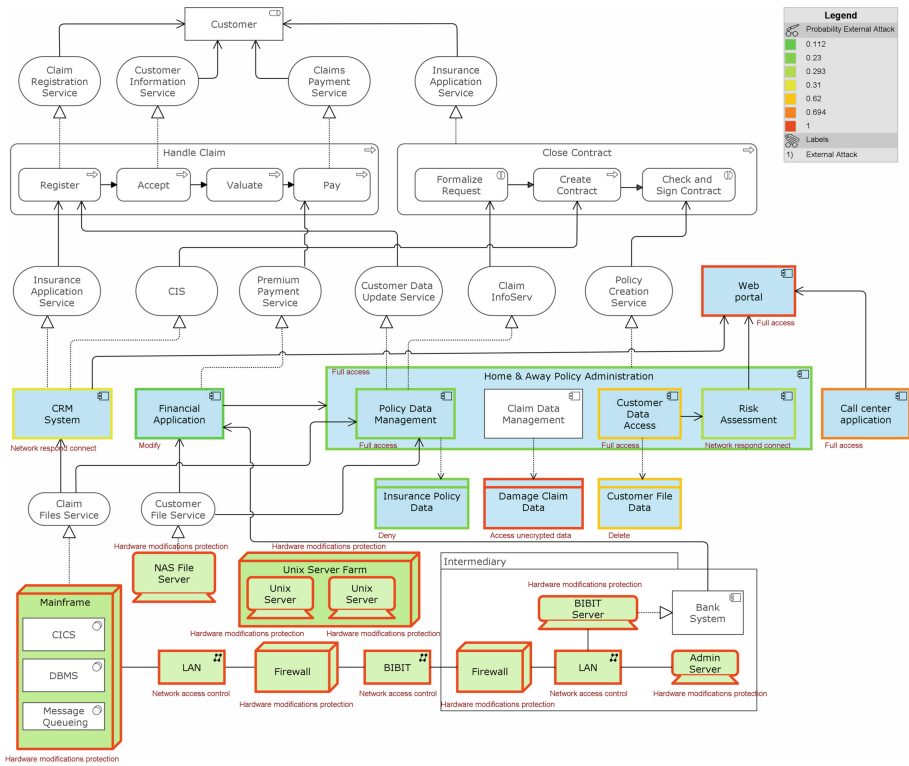 Customer
Legend
Probability External Attack
0.112
0.23
0.293
0.31
0.62
0.694
1
Labels
1) External Attack
Claim
Registration
Service
Customer
Information
Service
Claims
Payment
Service
Insurance
Application
Service
Handle Claim
Register
Accept
Valuate
Pay
Close Contract
Formalize
Request
Create
Contract
Check and
Sign Contract
Insurance
Application
Service
CIS
Premium
Payment
Service
Customer Data
Update Service
Claim
InfoServ
Policy
Creation
Service
Web
portal
Full access
Full access
Home & Away Policy Administration
CRM
System
Network respond connect
Financial
Application
Modify
Policy Data
Management
Full access
Claim Data
Management
Customer
Data
Access
Full access
Risk
Assessment
Network respond connect
Call center
application
Full access
Claim
Files Service
Customer
File Service
Insurance Policy
Data
Deny
Damage Claim
Data
Access unecrypted data
Customer File Data
Delete
Hardware modifications protection
Hardware modifications protection
NAS File
Server
Unix Server Farm
Unix
Server
Unix
Server
Hardware modifications protection
Hardware modifications protection
Intermediary
Hardware modifications protection
BIBIT
Server
Bank
System
Mainframe
CICS
DBMS
Message
Queueing
Hardware modifications protection
LAN
Network access control
Firewall
Hardware modifications protection
BIBIT
Network access control
Firewall
Hardware modifications protection
LAN
Network access control
Admin
Server
Hardware modifications protection